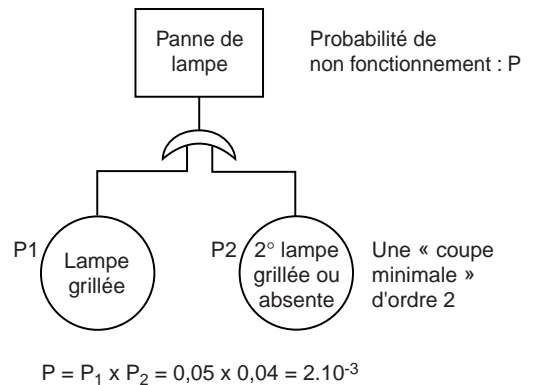 Panne de
lampe
Probabilité de
non fonctionnement : P
P1
Lampe
grillée
P2
2° lampe
grillée ou
absente
Une « coupe
minimale »
d'ordre 2
P = P₁ x P₂ = 0,05 x 0,04 = 2.10⁻³